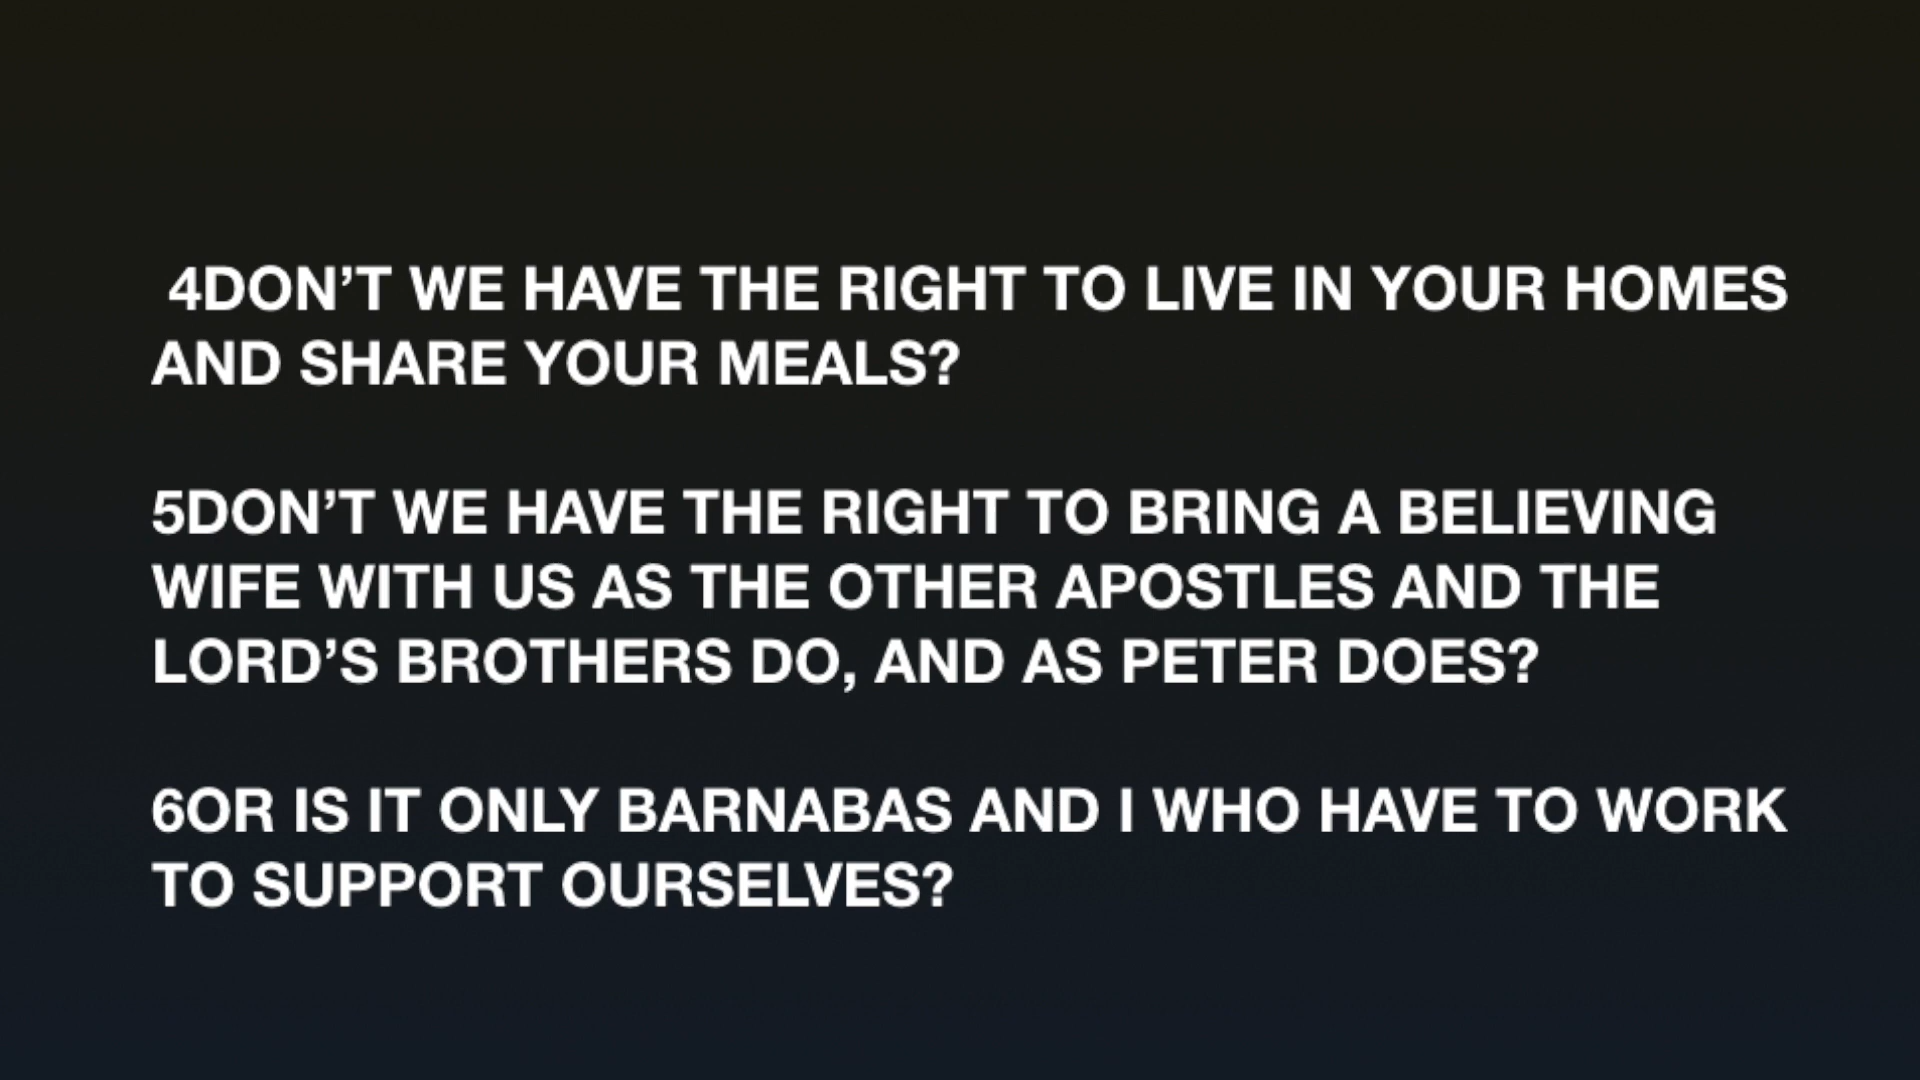 4DON’T WE HAVE THE RIGHT TO LIVE IN YOUR HOMES
AND SHARE YOUR MEALS?
5DON’T WE HAVE THE RIGHT TO BRING A BELIEVING
WIFE WITH US AS THE OTHER APOSTLES AND THE
LORD’S BROTHERS DO, AND AS PETER DOES?
6OR IS IT ONLY BARNABAS AND I WHO HAVE TO WORK
TO SUPPORT OURSELVES?